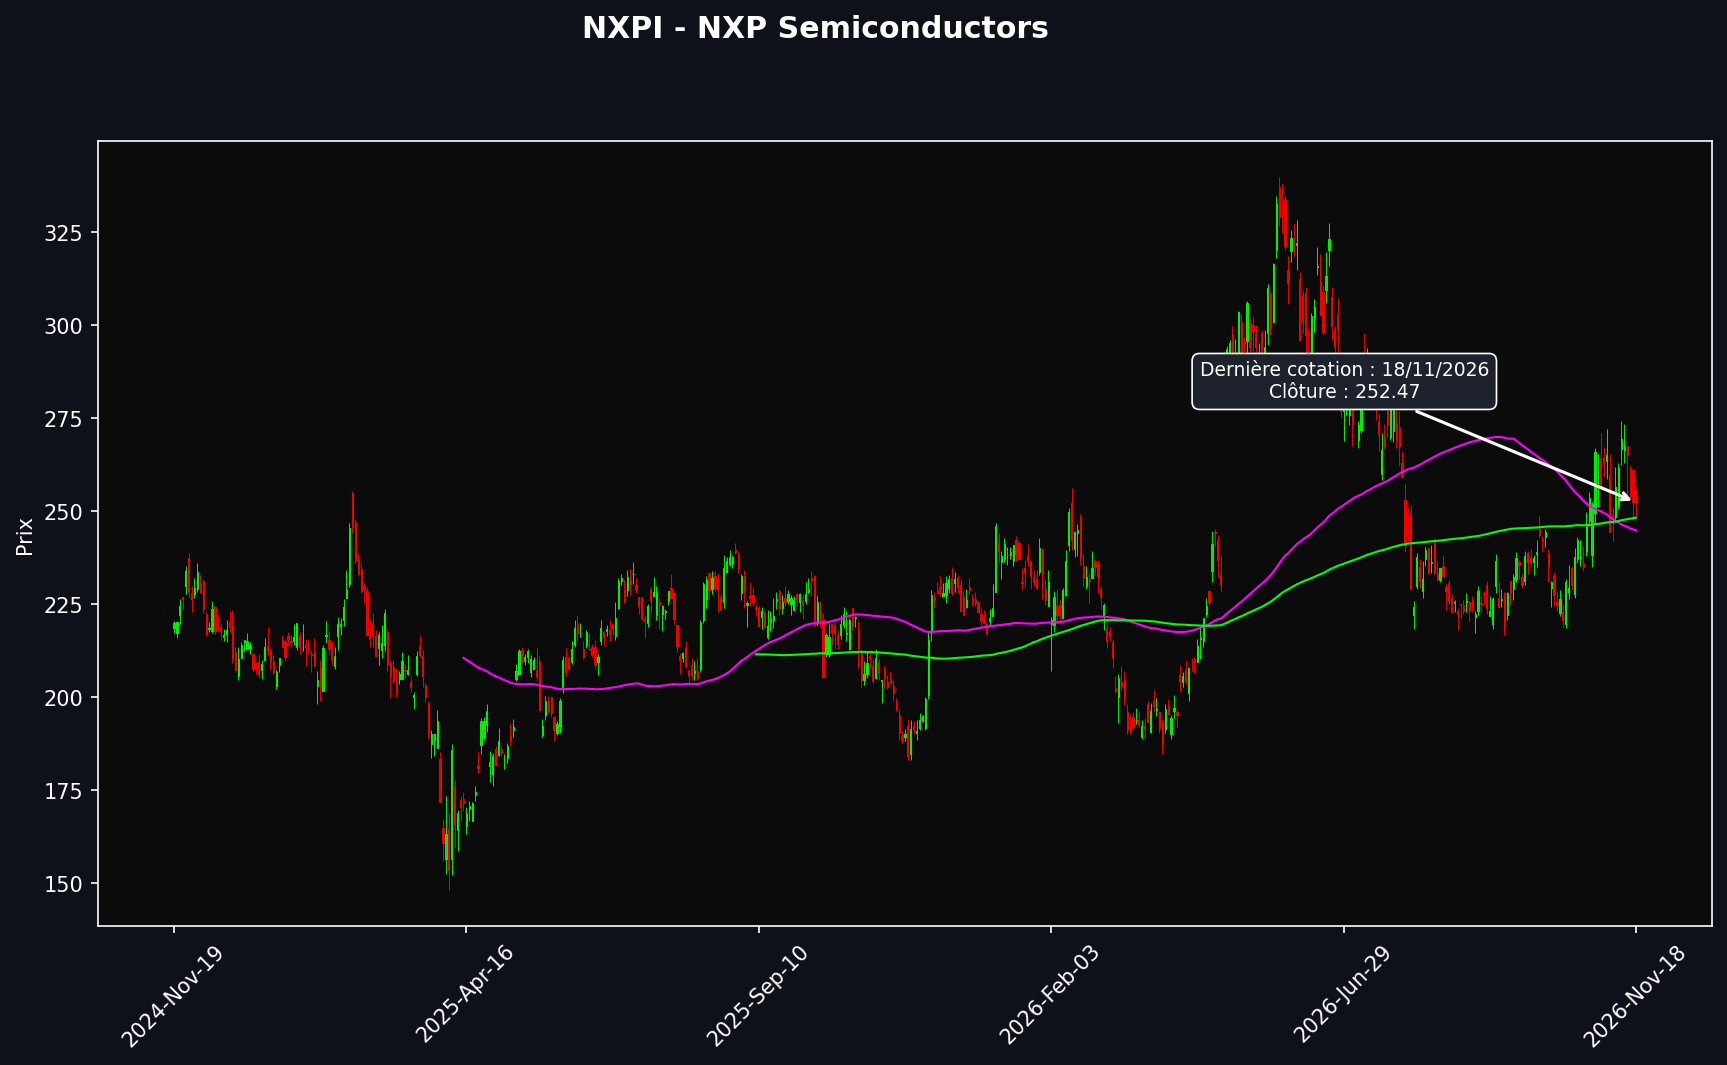 NXPI - NXP Semiconductors
Prix
325
300
275
250
225
200
175
150
Dernière cotation : 18/11/2026
Clôture : 252.47
2024-Nov-19
2025-Apr-16
2025-Sep-10
2026-Feb-03
2026-Jun-29
2026-Nov-18